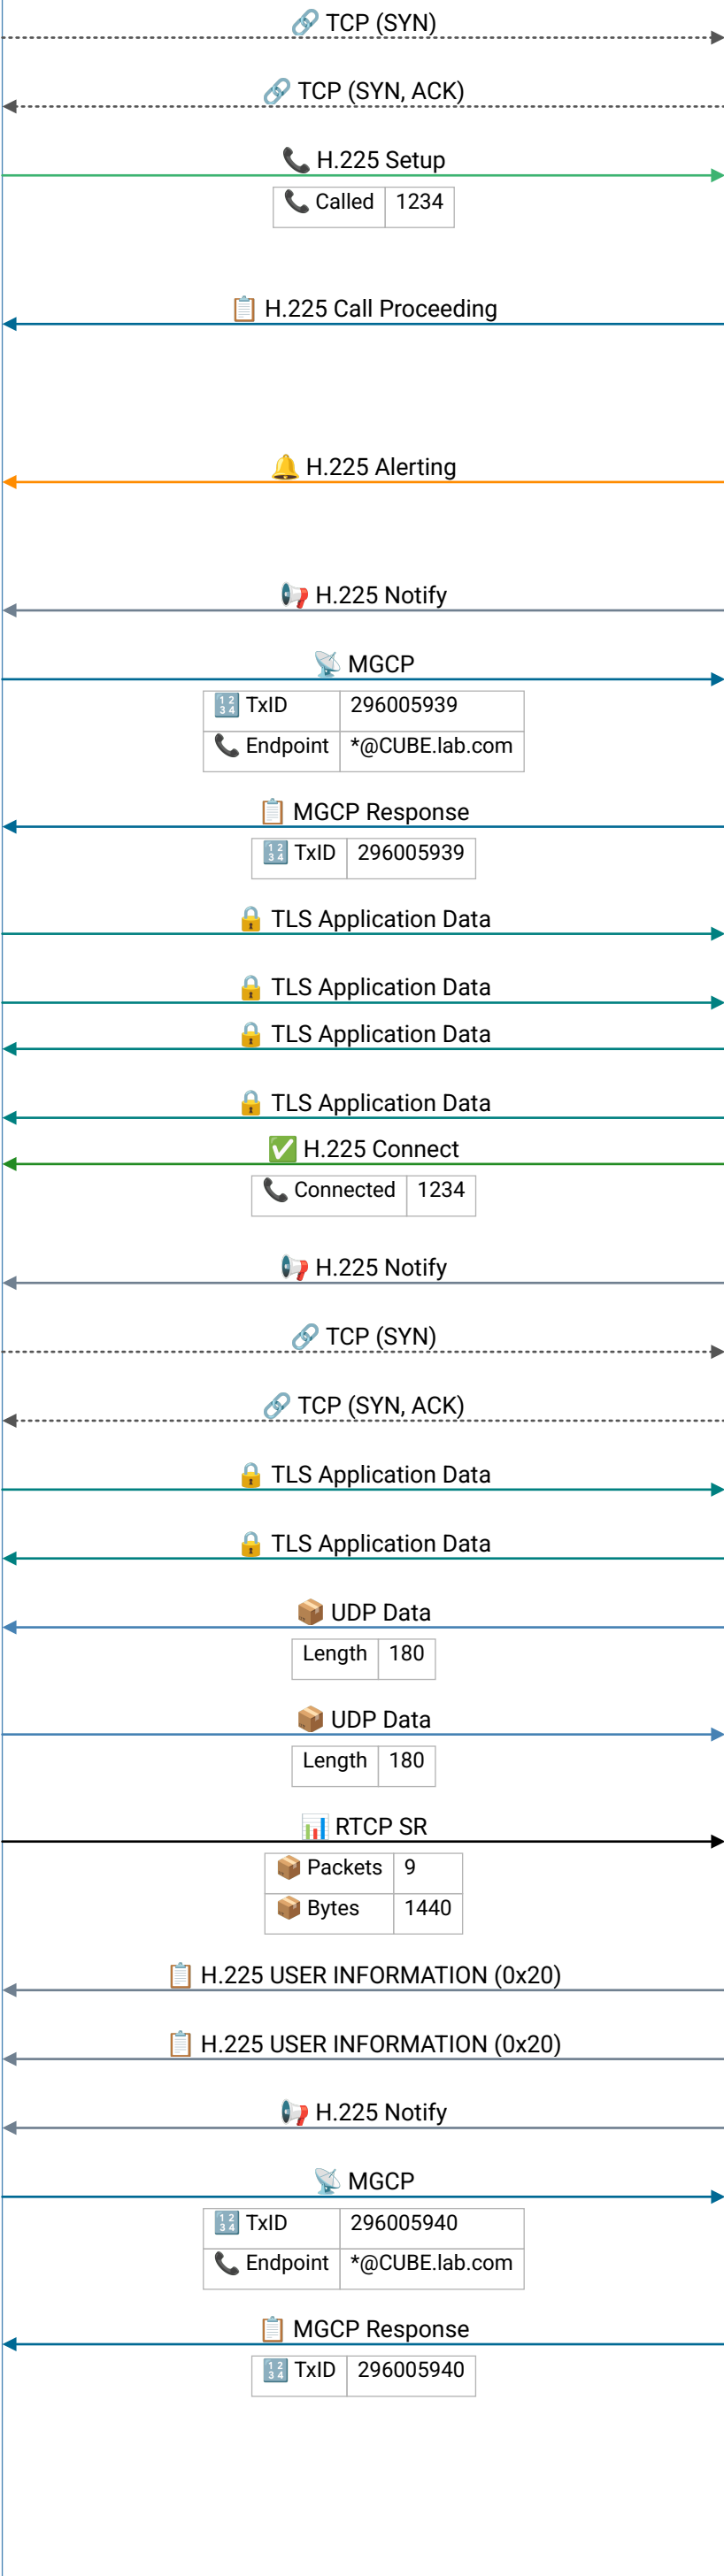 🔗 TCP (SYN)
🔗 TCP (SYN, ACK)
📞 H.225 Setup
📞 Called 1234
📋 H.225 Call Proceeding
🔔 H.225 Alerting
📢 H.225 Notify
📡 MGCP
🔢 TxID 296005939
📞 Endpoint *@CUBE.lab.com
📋 MGCP Response
🔢 TxID 296005939
🔒 TLS Application Data
🔒 TLS Application Data
🔒 TLS Application Data
🔒 TLS Application Data
✅ H.225 Connect
📞 Connected 1234
📢 H.225 Notify
🔗 TCP (SYN)
🔗 TCP (SYN, ACK)
🔒 TLS Application Data
🔒 TLS Application Data
📦 UDP Data
Length 180
📦 UDP Data
Length 180
📊 RTCP SR
📦 Packets 9
📦 Bytes 1440
📋 H.225 USER INFORMATION (0x20)
📋 H.225 USER INFORMATION (0x20)
📢 H.225 Notify
📡 MGCP
🔢 TxID 296005940
📞 Endpoint *@CUBE.lab.com
📋 MGCP Response
🔢 TxID 296005940